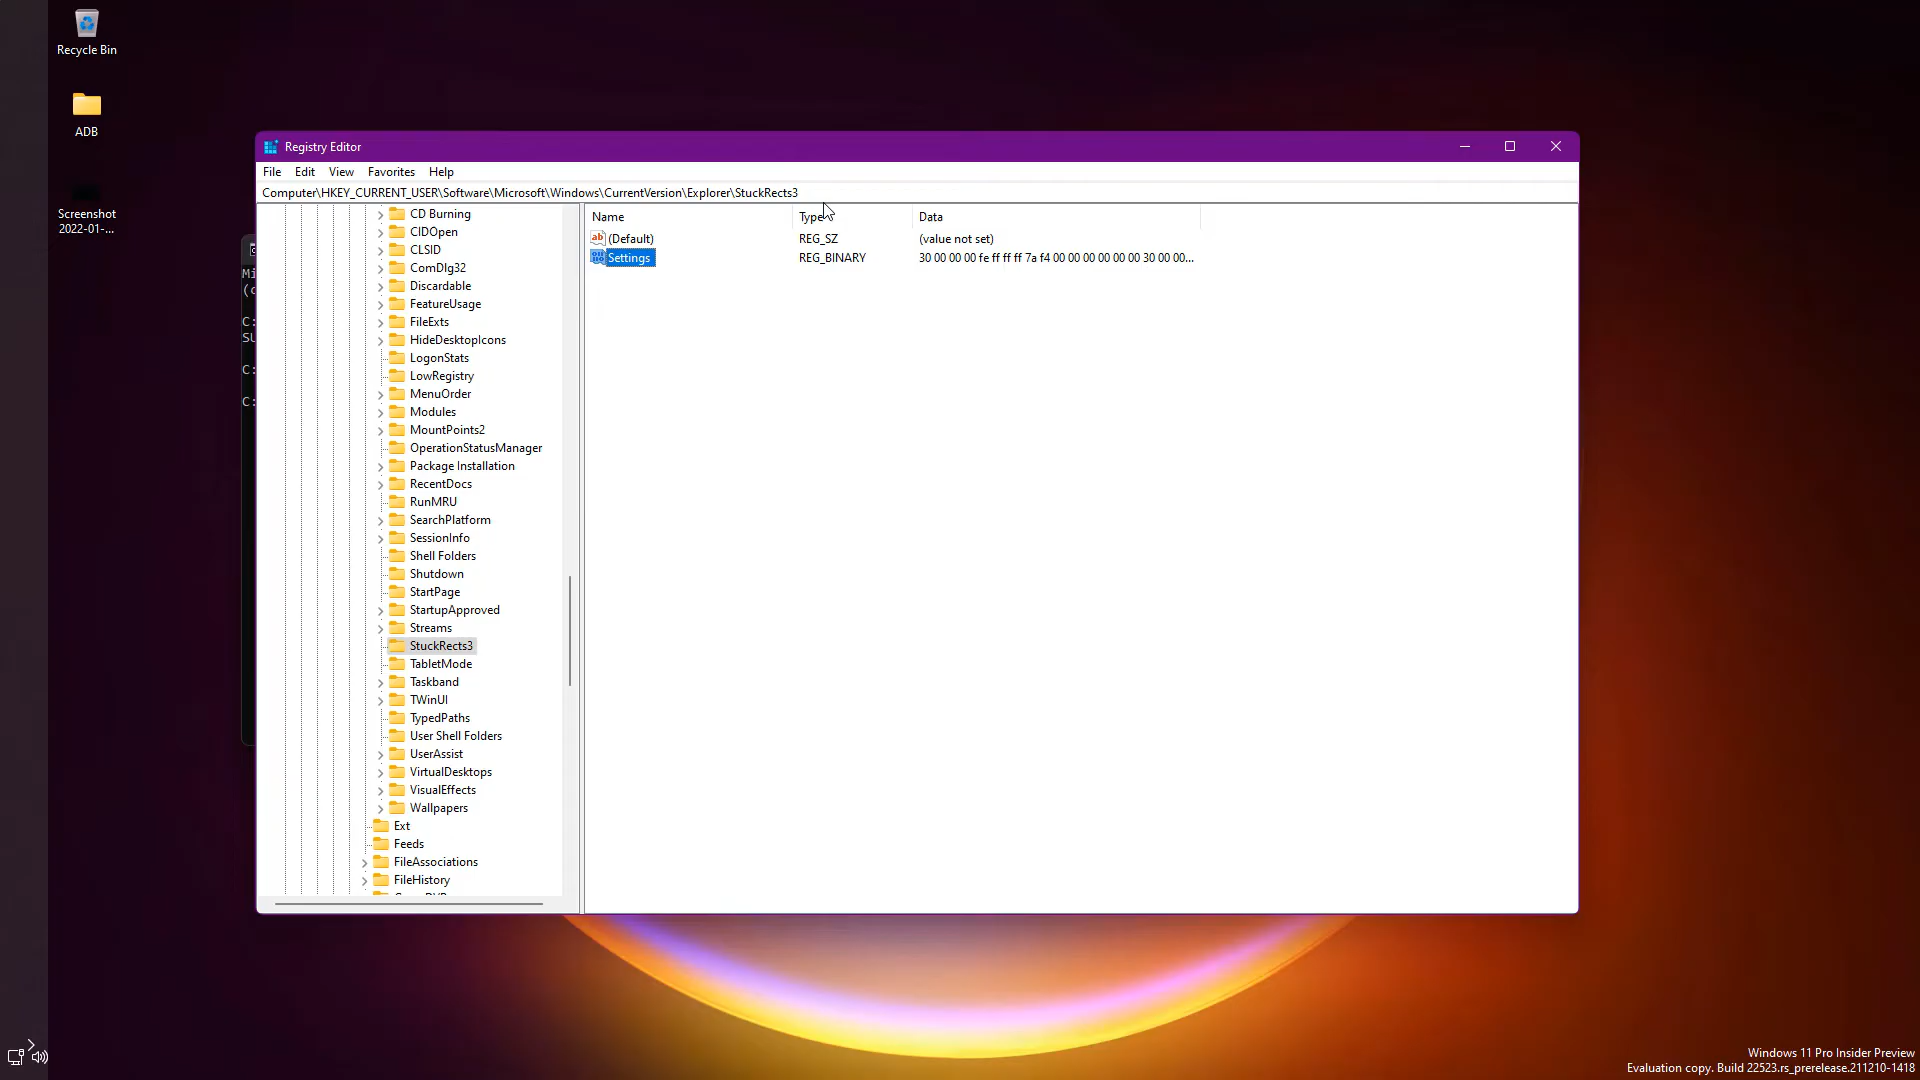 Recycle Bin
ADB
Screenshot
2022-01-...
Registry Editor
File Edit View Favorites Help
Computer\HKEY_CURRENT_USER\Software\Microsoft\Windows\CurrentVersion\Explorer\StuckRects3
CD Burning
CIDOpen
CLSID
ComDlg32
Discardable
FeatureUsage
FileExts
HideDesktopIcons
LogonStats
LowRegistry
MenuOrder
Modules
MountPoints2
OperationStatusManager
Package Installation
RecentDocs
RunMRU
SearchPlatform
SessionInfo
Shell Folders
Shutdown
StartPage
StartupApproved
Streams
StuckRects3
TabletMode
Taskband
TWinUI
TypedPaths
User Shell Folders
UserAssist
VirtualDesktops
VisualEffects
Wallpapers
Ext
Feeds
FileAssociations
FileHistory
Name Type Data
(Default) REG_SZ (value not set)
Settings REG_BINARY 30 00 00 00 fe ff ff ff 7a f4 00 00 00 00 00 00 30 00 00...
Mi
(c
C:
C:
C:
Windows 11 Pro Insider Preview
Evaluation copy. Build 22523.rs_prerelease.211210-1418